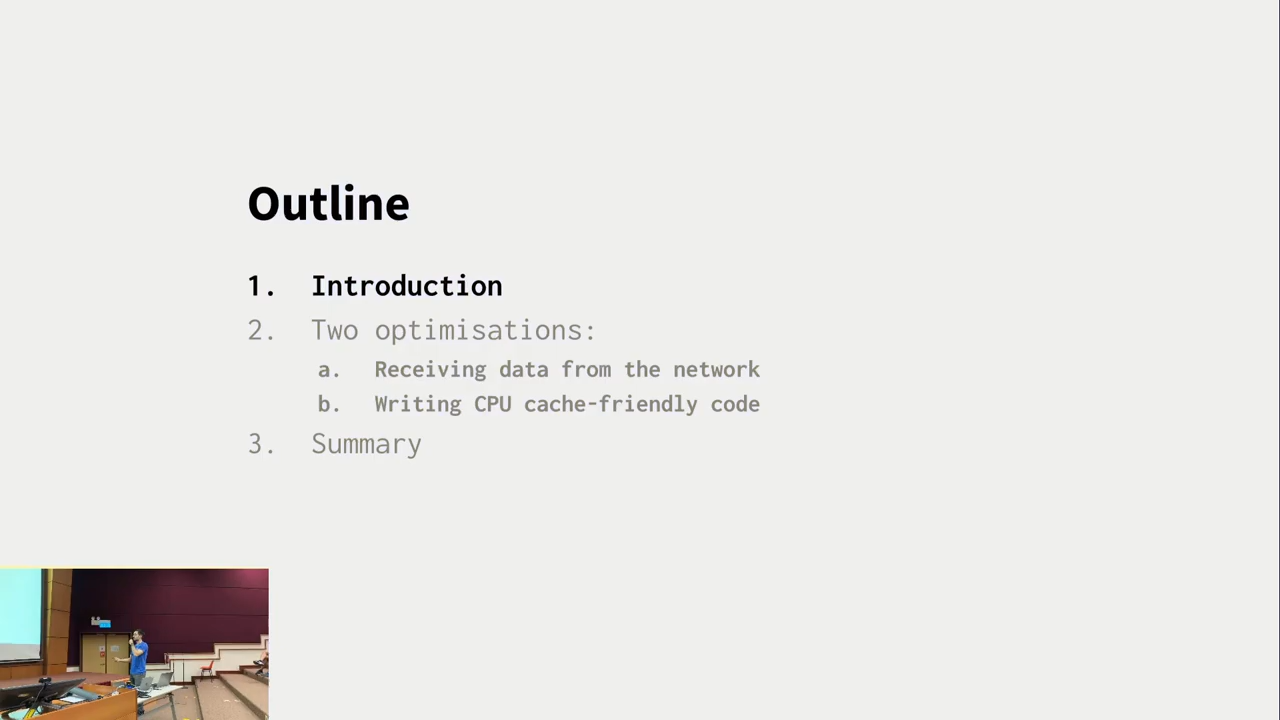 Outline
1. Introduction
2. Two optimisations:
a. Receiving data from the network
b. Writing CPU cache-friendly code
3. Summary